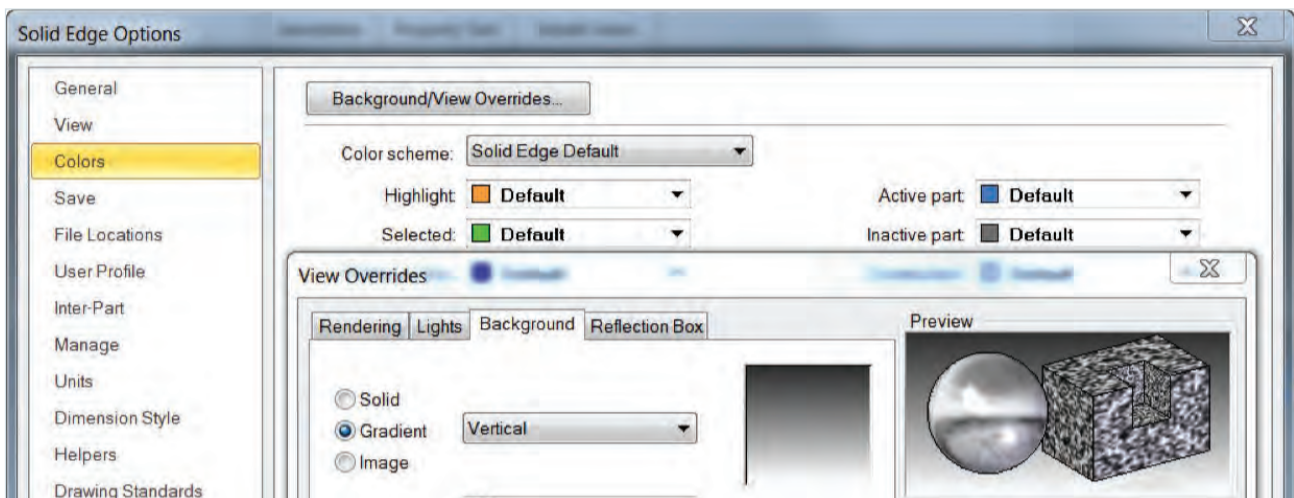 Solid Edge Options
General
View
Colors
Save
File Locations
User Profile
Inter-Part
Manage
Units
Dimension Style
Helpers
Drawing Standards
Background/View Overrides...
Color scheme: Solid Edge Default
Highlight: Default
Active part: Default
Selected: Default
Inactive part: Default
View Overrides
Rendering
Lights
Background
Reflection Box
Solid
Gradient
Vertical
Image
Preview